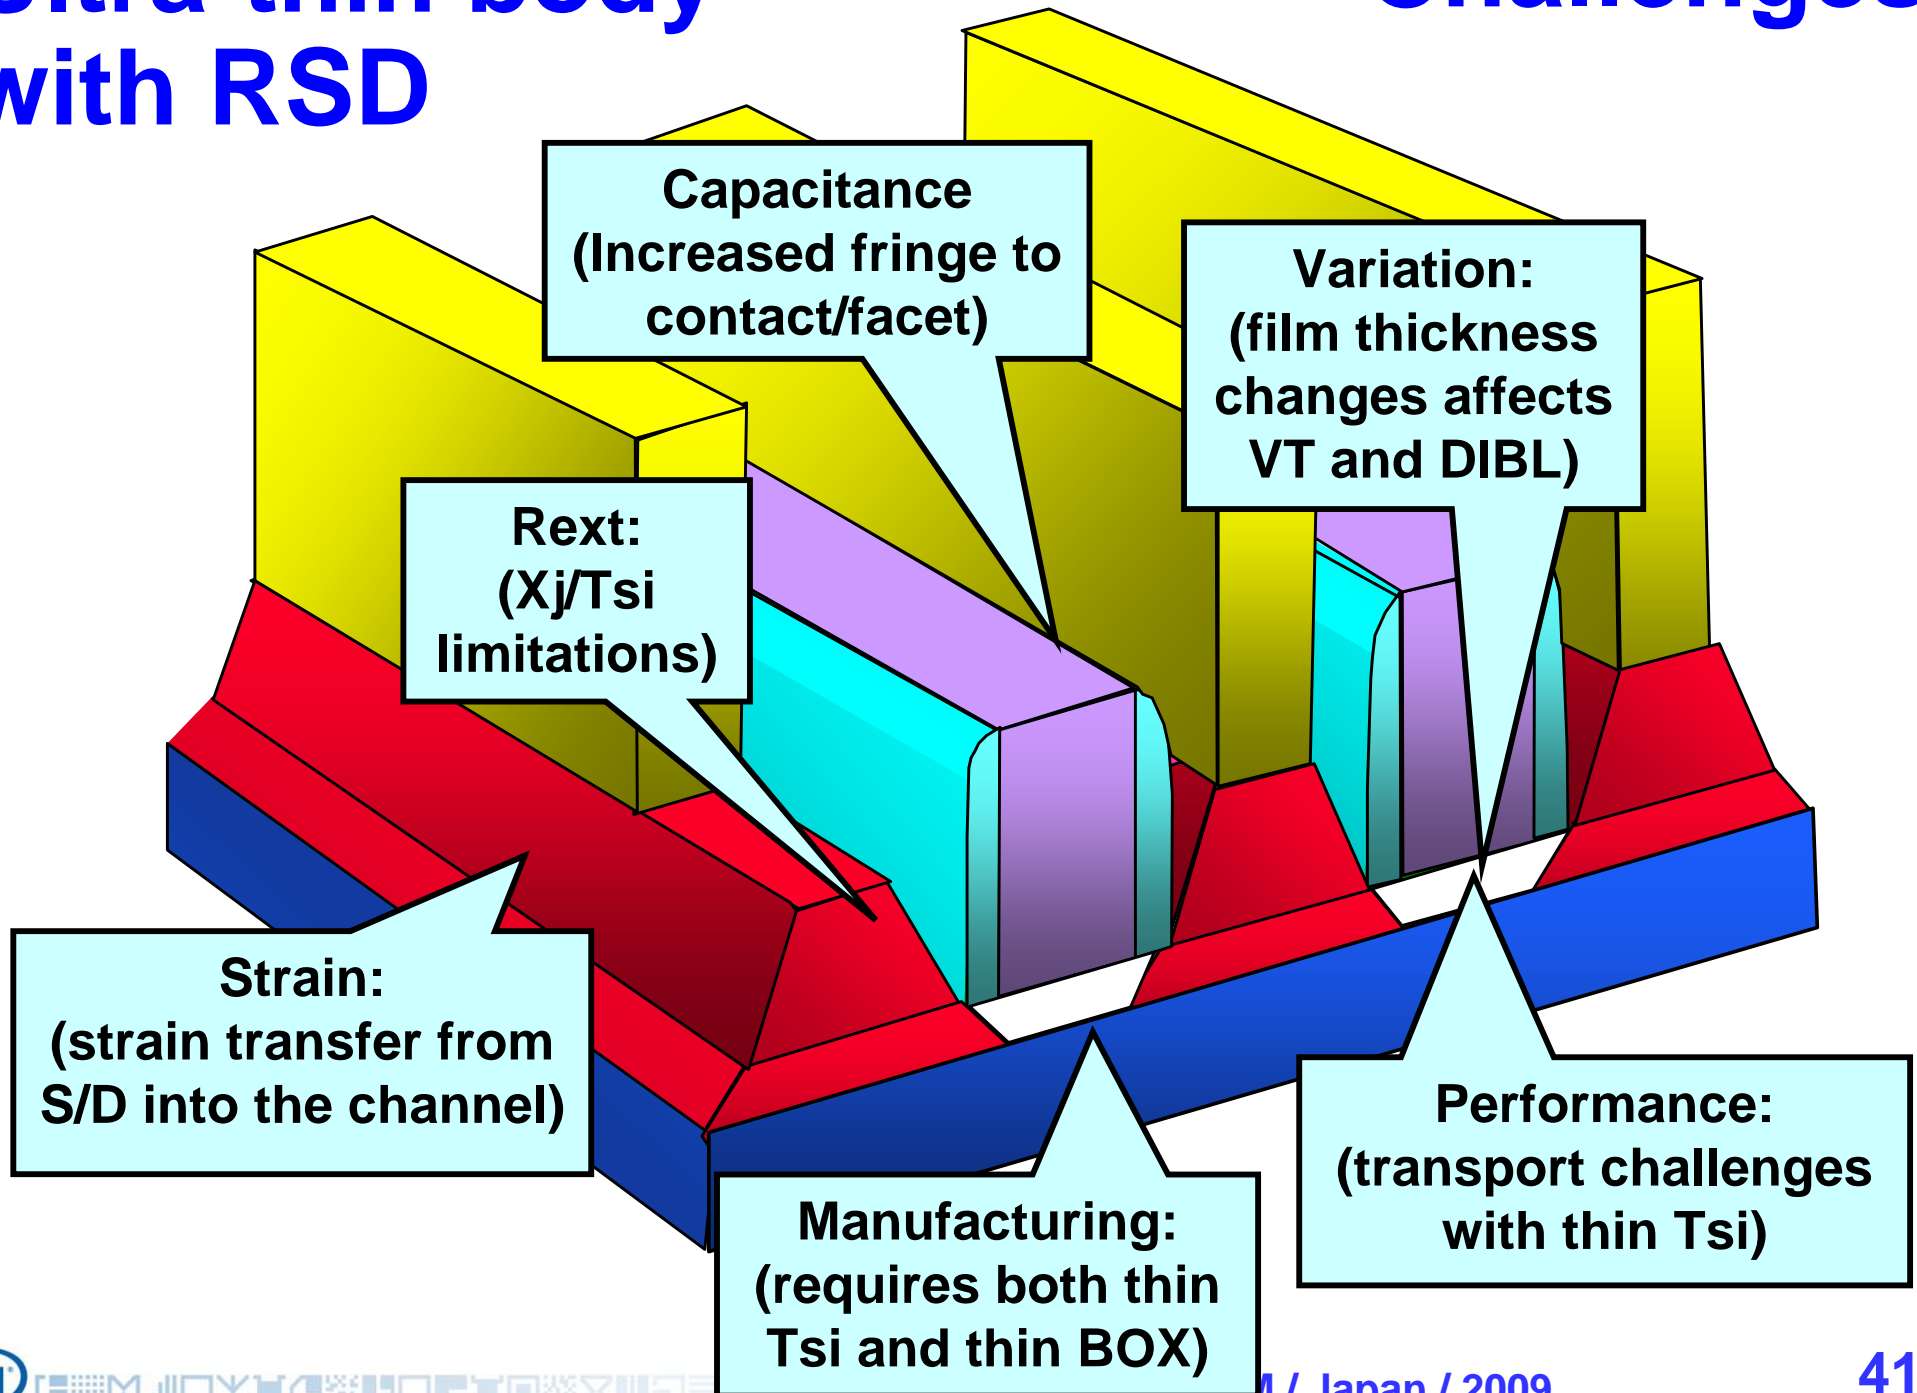 with RSD
Capacitance
(Increased fringe to
contact/facet)
Variation:
(film thickness
changes affects
VT and DIBL)
Rext:
(Xj/Tsi
limitations)
Strain:
(strain transfer from
S/D into the channel)
Performance:
(transport challenges
with thin Tsi)
Manufacturing:
(requires both thin
Tsi and thin BOX)
/ Japan / 2009
41